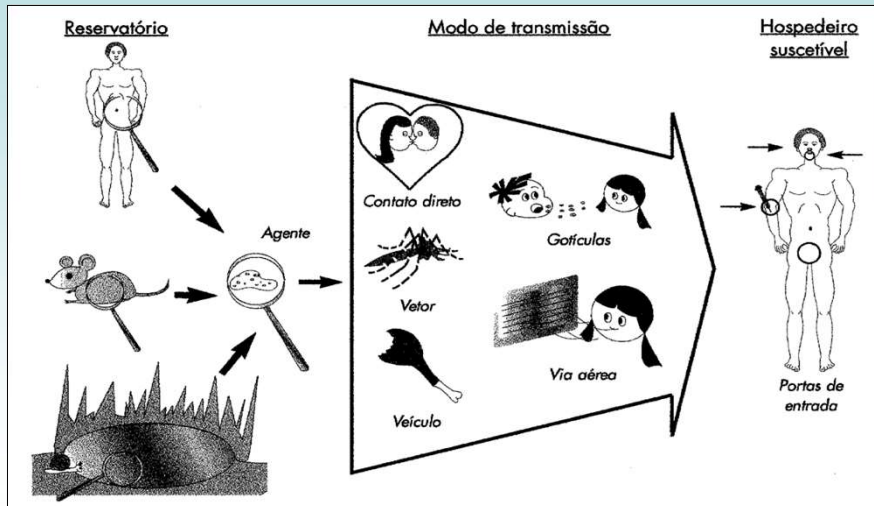 Reservatório
Modo de transmissão
Hospedeiro
suscetível
Agente
Contato direto
Gotículas
Vetor
Via aérea
Veículo
Portas de
entrada